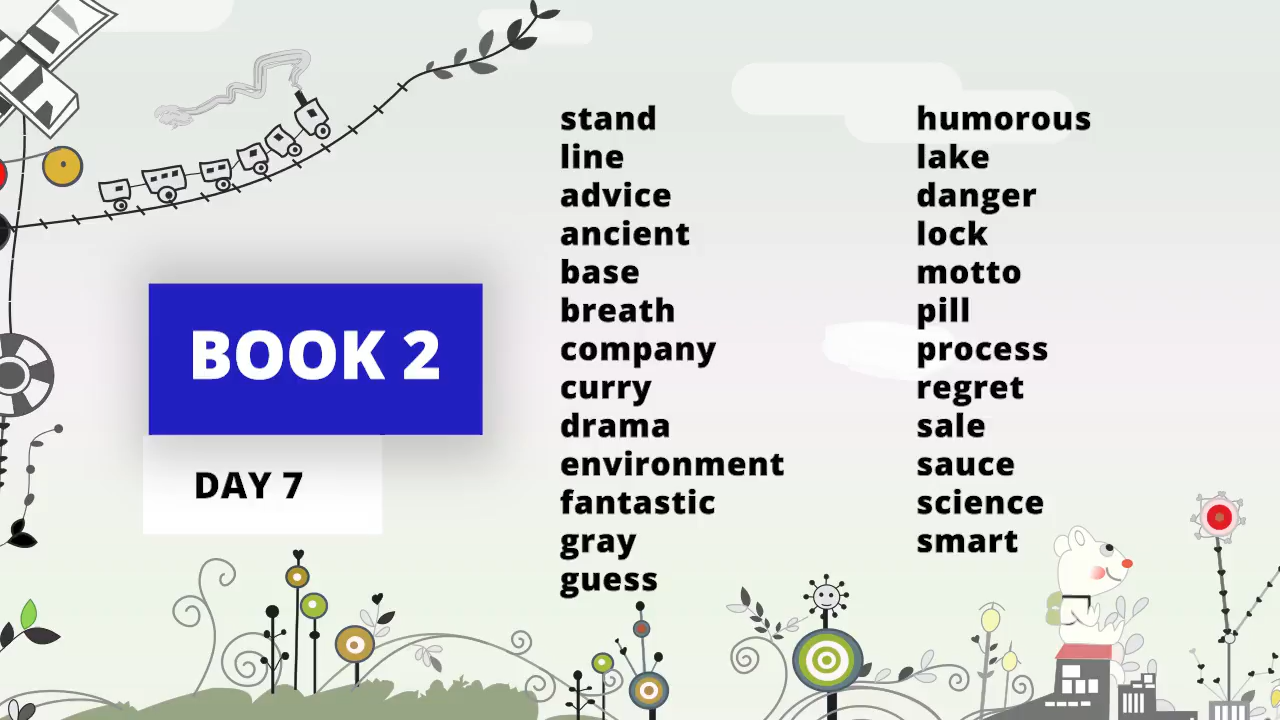 BOOK 2
DAY 7
stand
line
advice
ancient
base
breath
company
curry
drama
environment
fantastic
gray
guess
humorous
lake
danger
lock
motto
pill
process
regret
sale
sauce
science
smart